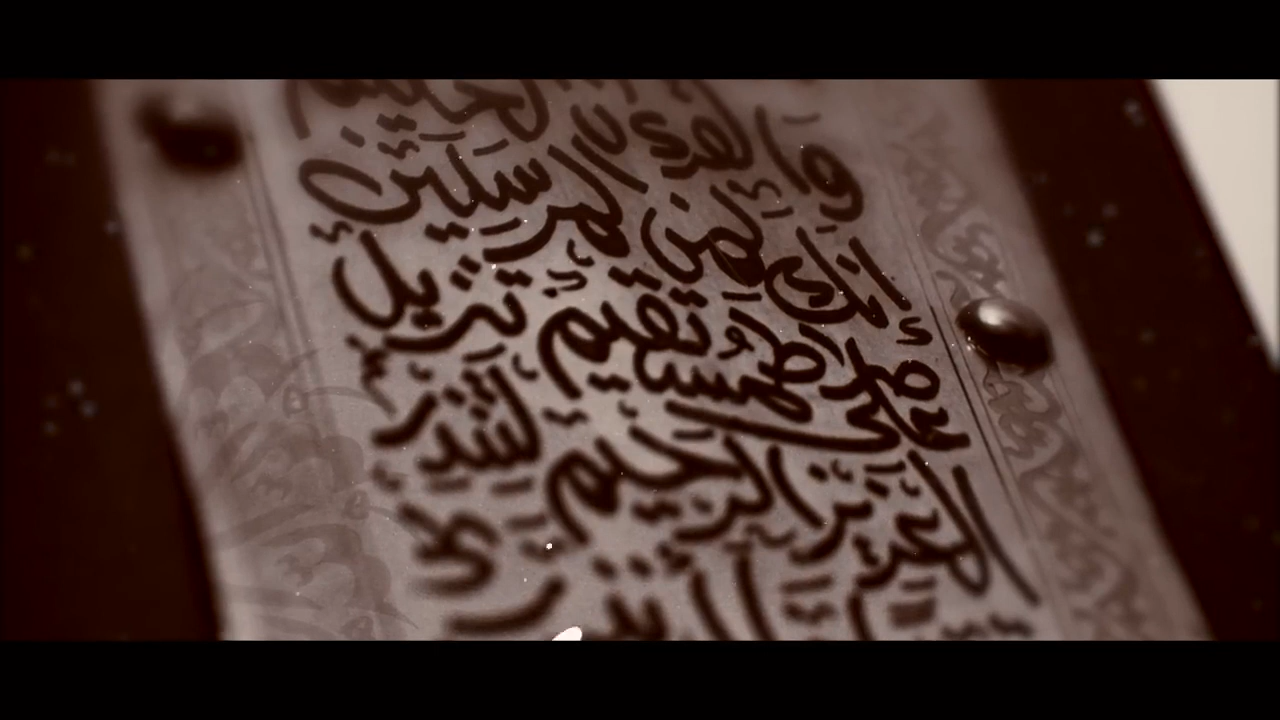 والقرءان الحكيم
إنك لمن المرسلين
على صراط مستقيم تنزيل
العزيز الرحيم لتنذر